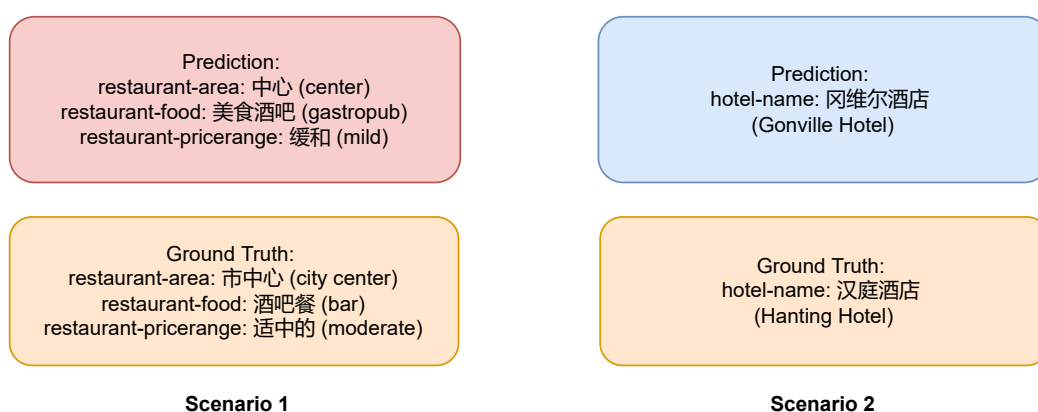 Prediction:
restaurant-area: 中心 (center)
restaurant-food: 美食酒吧 (gastropub)
restaurant-pricerange: 缓和 (mild)
Ground Truth:
restaurant-area: 市中心 (city center)
restaurant-food: 酒吧餐 (bar)
restaurant-pricerange: 适中的 (moderate)
Scenario 1
Prediction:
hotel-name: 冈维尔酒店
(Gonville Hotel)
Ground Truth:
hotel-name: 汉庭酒店
(Hanting Hotel)
Scenario 2